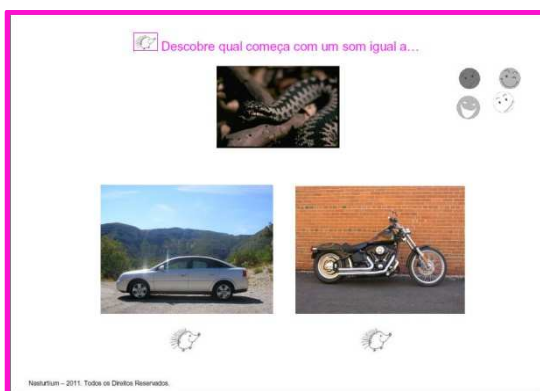 Descobre qual começa com um som igual a…
Nasturtium – 2011. Todos os Direitos Reservados.